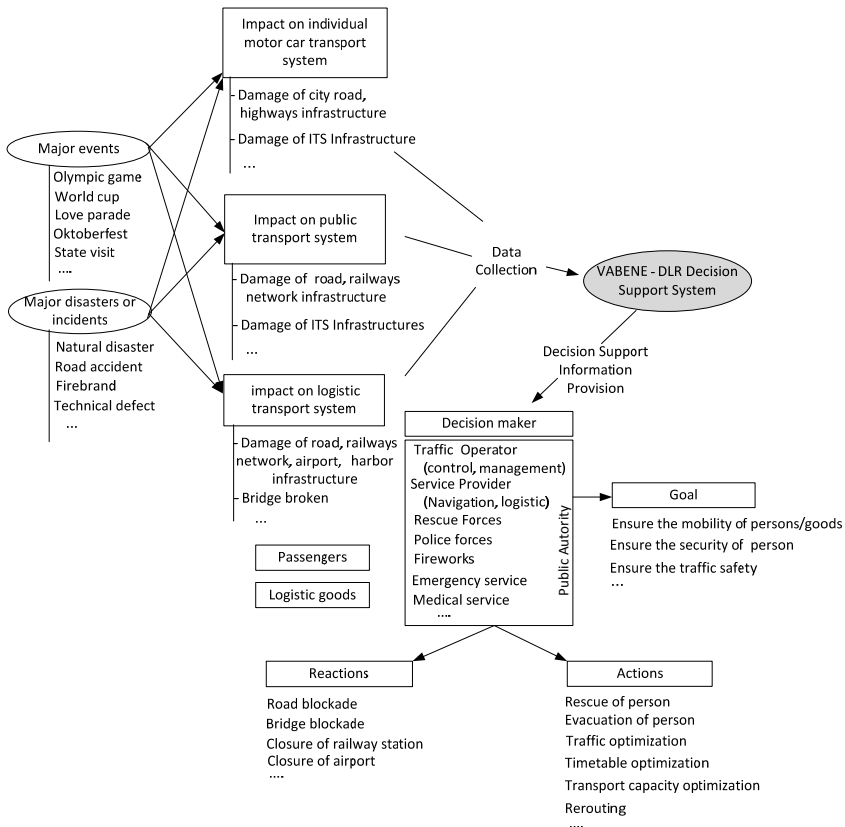 Impact on individual
motor car transport
system
Damage of city road,
highways infrastructure
Damage of ITS Infrastructure
...
Major events
Olympic game
World cup
Love parade
Oktoberfest
State visit
....
Impact on public
transport system
Damage of road, railways
network infrastructure
Damage of ITS Infrastructures
...
Data
Collection
VABENE - DLR Decision
Support System
Major disasters or
incidents
Natural disaster
Road accident
Firebrand
Technical defect
...
Decision Support
Information
Provision
impact on logistic
transport system
Damage of road, railways
network, airport, harbor
infrastructure
Bridge broken
...
Decision maker
Traffic Operator
(control, management)
Service Provider
(Navigation, logistic)
Rescue Forces
Police forces
Fireworks
Emergency service
Medical service
....
Public Autority
Goal
Ensure the mobility of persons/goods
Ensure the security of person
Ensure the traffic safety
...
Passengers
Logistic goods
Reactions
Road blockade
Bridge blockade
Closure of railway station
Closure of airport
....
Actions
Rescue of person
Evacuation of person
Traffic optimization
Timetable optimization
Transport capacity optimization
Rerouting
....